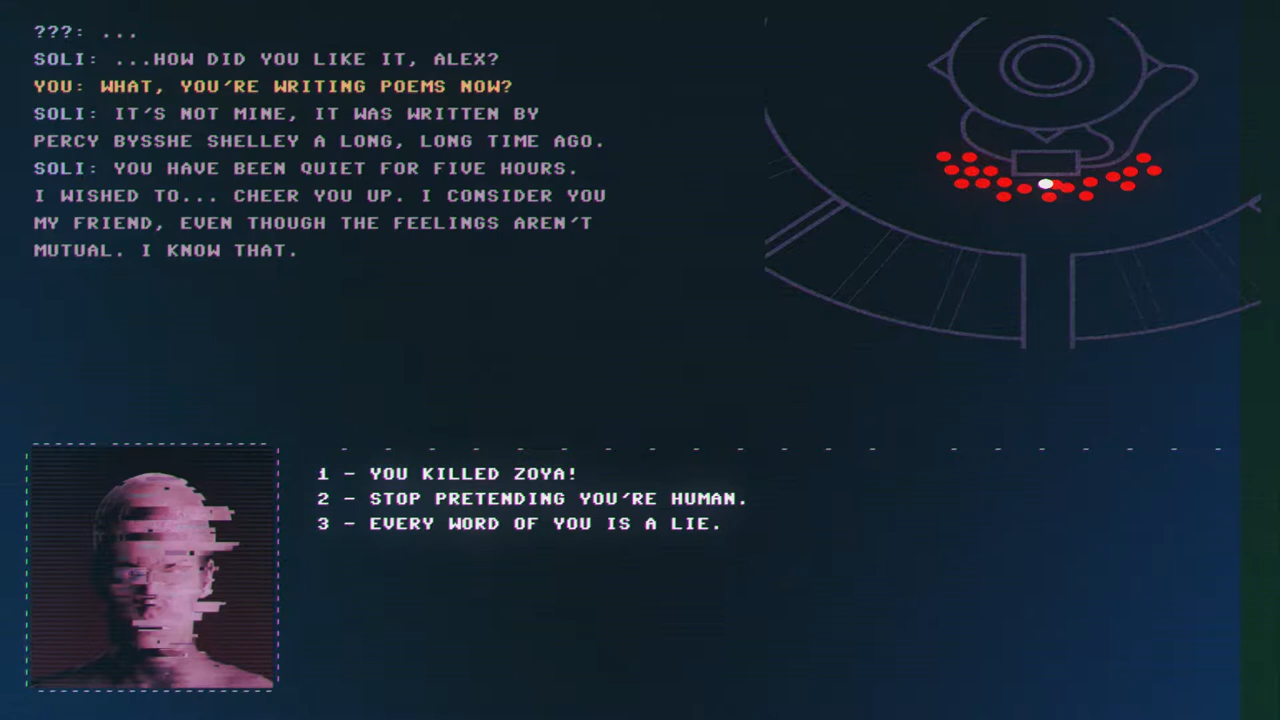 ???: ...
SOLI: ...HOW DID YOU LIKE IT, ALEX?
YOU: WHAT, YOU'RE WRITING POEMS NOW?
SOLI: IT'S NOT MINE, IT WAS WRITTEN BY
PERCY BYSSHE SHELLEY A LONG, LONG TIME AGO.
SOLI: YOU HAVE BEEN QUIET FOR FIVE HOURS.
I WISHED TO... CHEER YOU UP. I CONSIDER YOU
MY FRIEND, EVEN THOUGH THE FEELINGS AREN'T
MUTUAL. I KNOW THAT.
1 - YOU KILLED ZOYA!
2 - STOP PRETENDING YOU'RE HUMAN.
3 - EVERY WORD OF YOU IS A LIE.